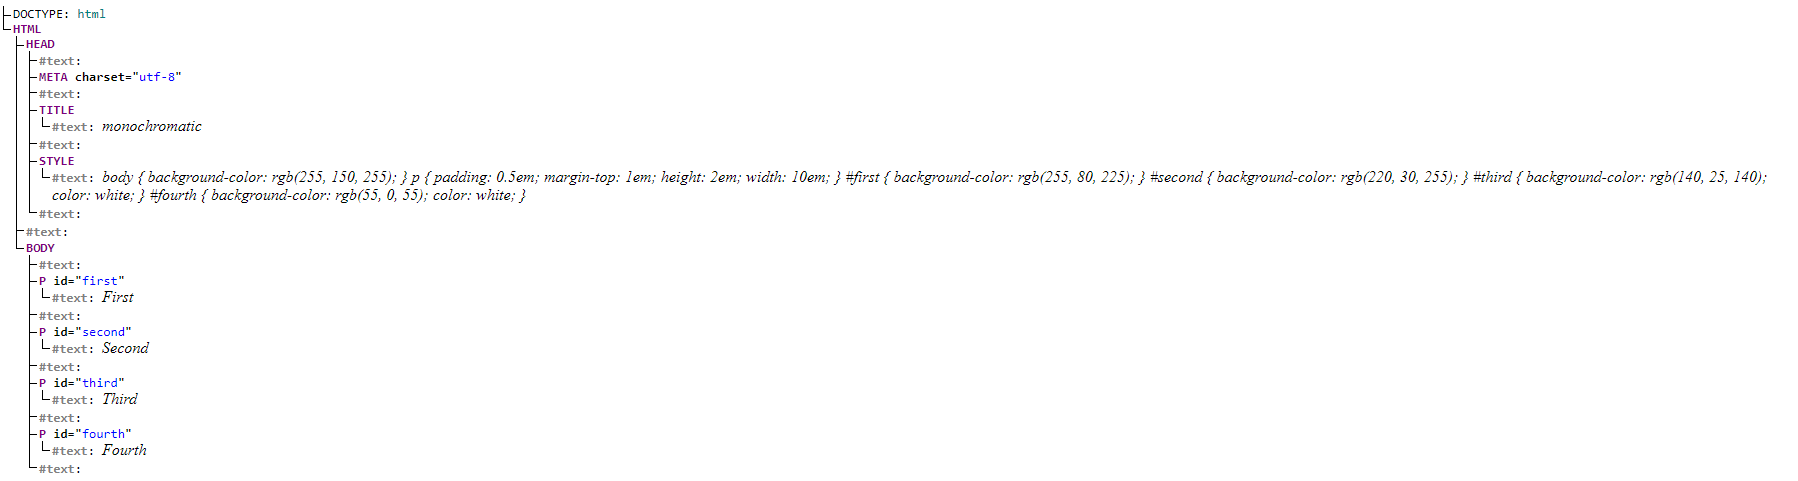 DOCTYPE: html
HTML
HEAD
#text:
META charset="utf-8"
#text:
TITLE
#text: monochromatic
#text:
STYLE
#text: body { background-color: rgb(255, 150, 255); } p { padding: 0.5em; margin-top: 1em; height: 2em; width: 10em; } #first { background-color: rgb(255, 80, 225); } #second { background-color: rgb(220, 30, 255); } #third { background-color: rgb(140, 25, 140);
color: white; } #fourth { background-color: rgb(55, 0, 55); color: white; }
#text:
#text:
BODY
#text:
P id="first"
#text: First
#text:
P id="second"
#text: Second
#text:
P id="third"
#text: Third
#text:
P id="fourth"
#text: Fourth
#text: